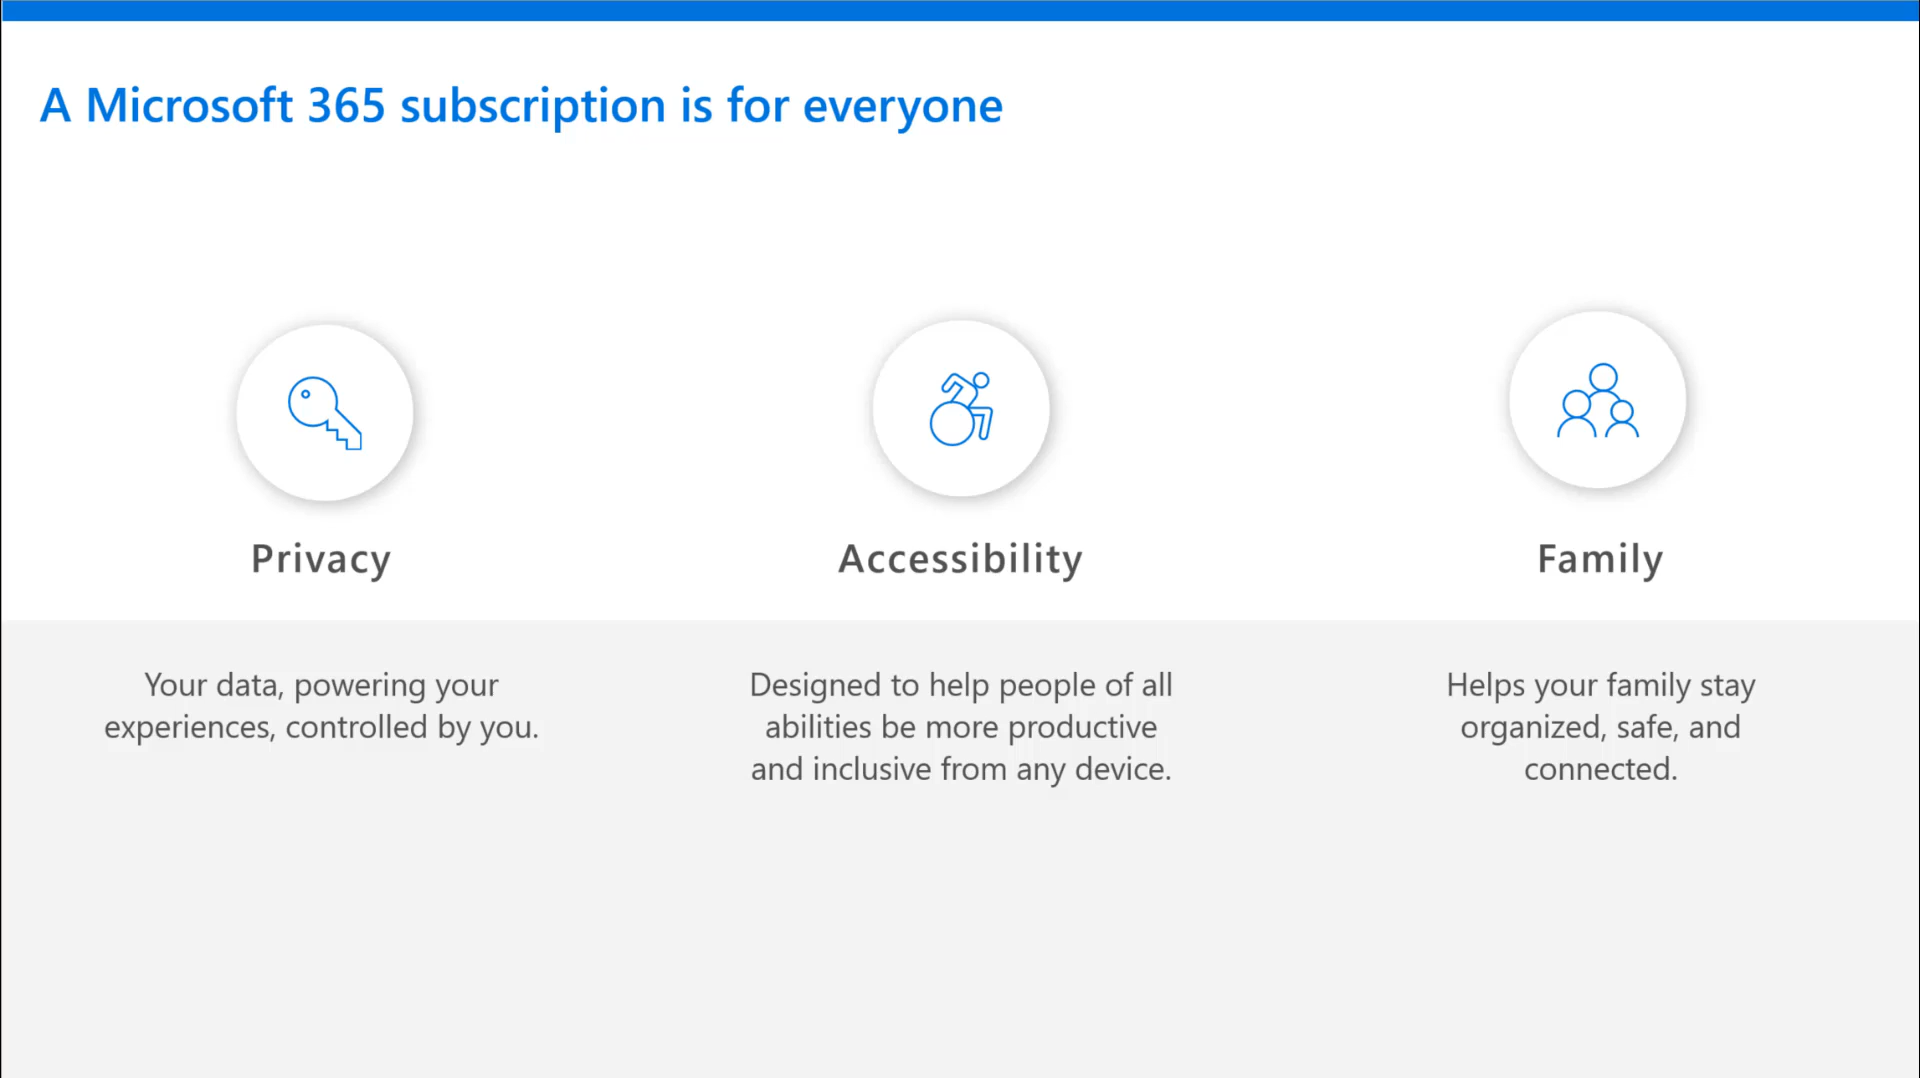 A Microsoft 365 subscription is for everyone
Privacy
Your data, powering your
experiences, controlled by you.
Accessibility
Designed to help people of all
abilities be more productive
and inclusive from any device.
Family
Helps your family stay
organized, safe, and
connected.